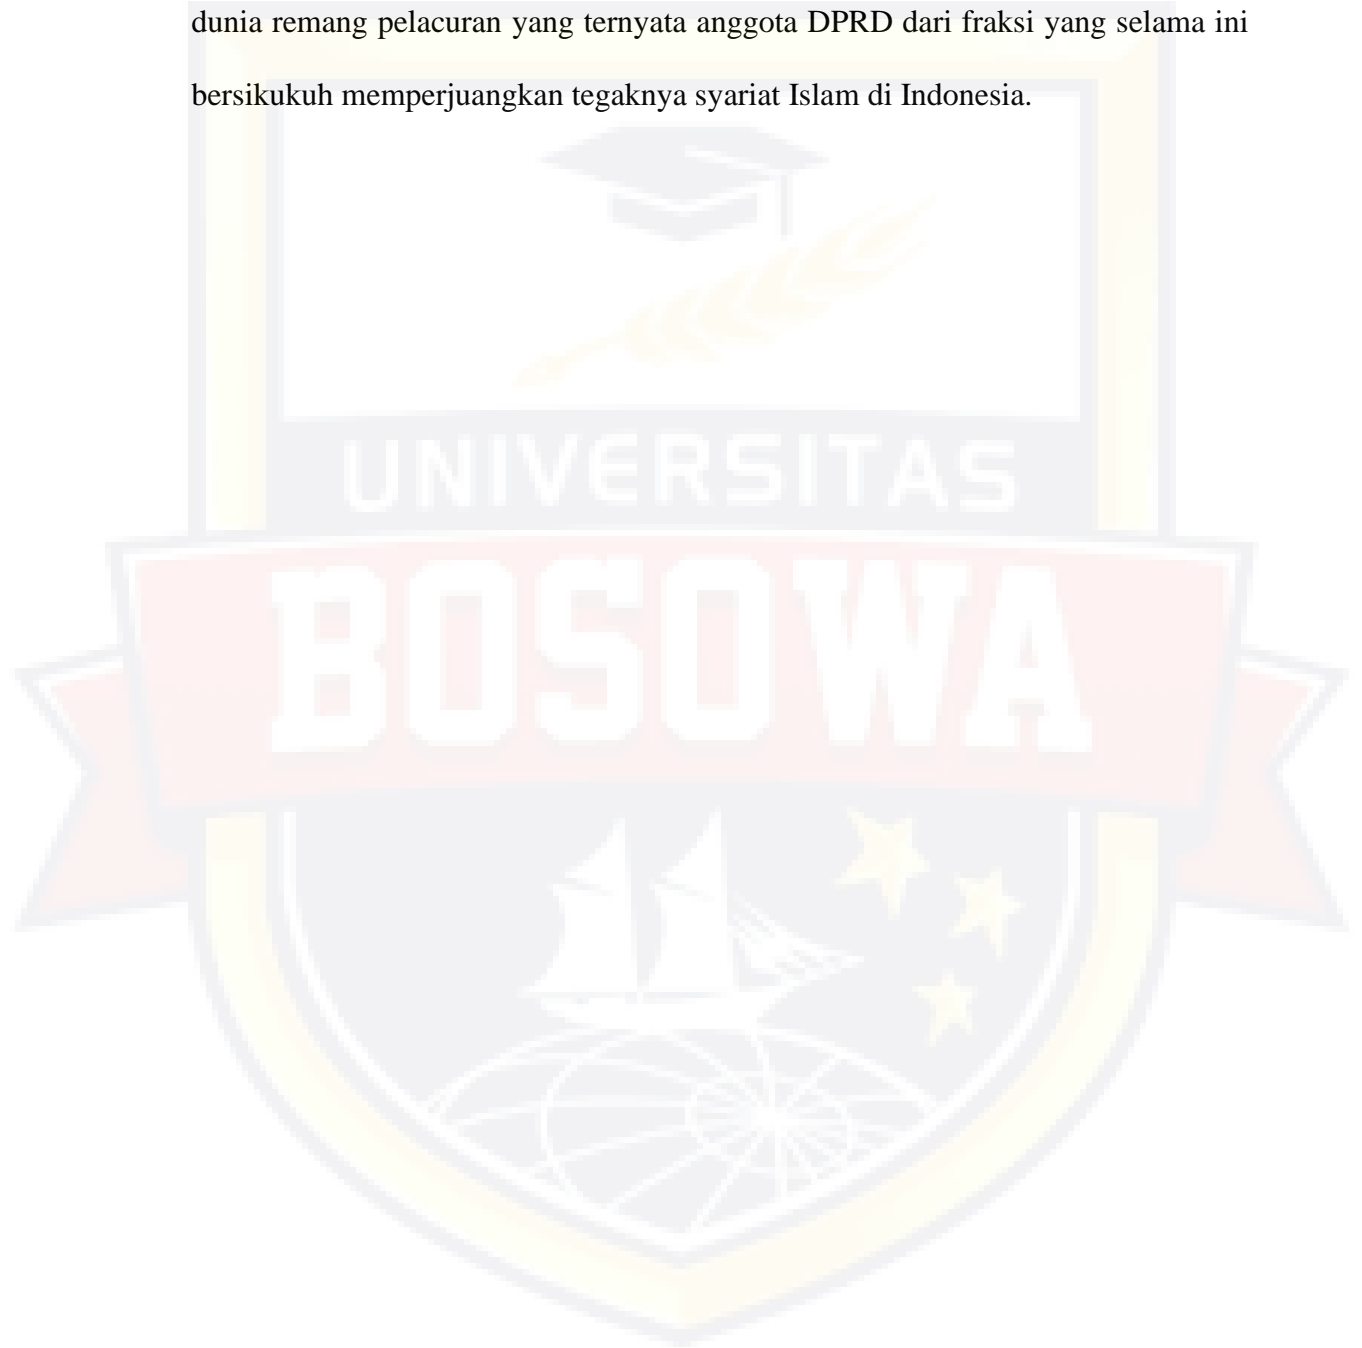 dunia remang pelacuran yang ternyata anggota DPRD dari fraksi yang selama ini
bersikukuh memperjuangkan tegaknya syariat Islam di Indonesia.
UNIVERSITAS
BOSOWA